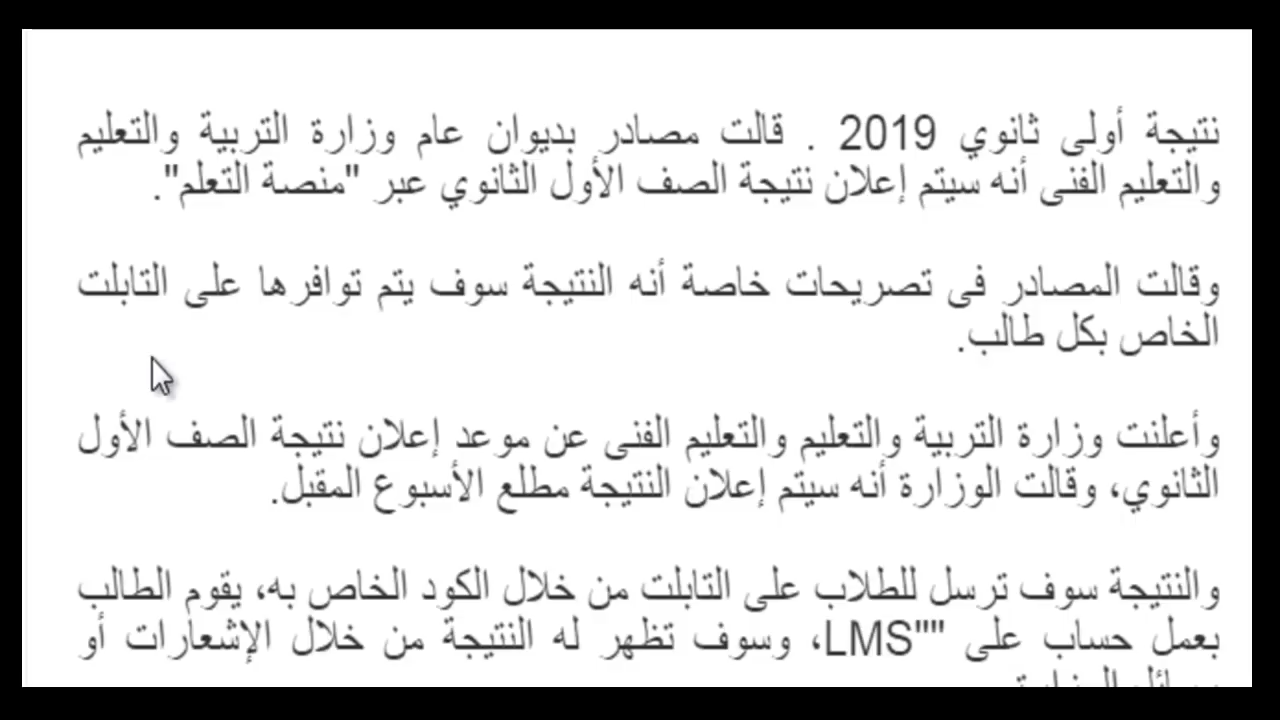 نتيجة أولى ثانوي 2019 . قالت مصادر بديوان عام وزارة التربية والتعليم
والتعليم الفنى أنه سيتم إعلان نتيجة الصف الأول الثانوي عبر "منصة التعلم".
وقالت المصادر فى تصريحات خاصة أنه النتيجة سوف يتم توافرها على التابلت
الخاص بكل طالب.
وأعلنت وزارة التربية والتعليم والتعليم الفنى عن موعد إعلان نتيجة الصف الأول
الثانوي، وقالت الوزارة أنه سيتم إعلان النتيجة مطلع الأسبوع المقبل.
والنتيجة سوف ترسل للطلاب على التابلت من خلال الكود الخاص به، يقوم الطالب
بعمل حساب على ""LMS، وسوف تظهر له النتيجة من خلال الإشعارات أو